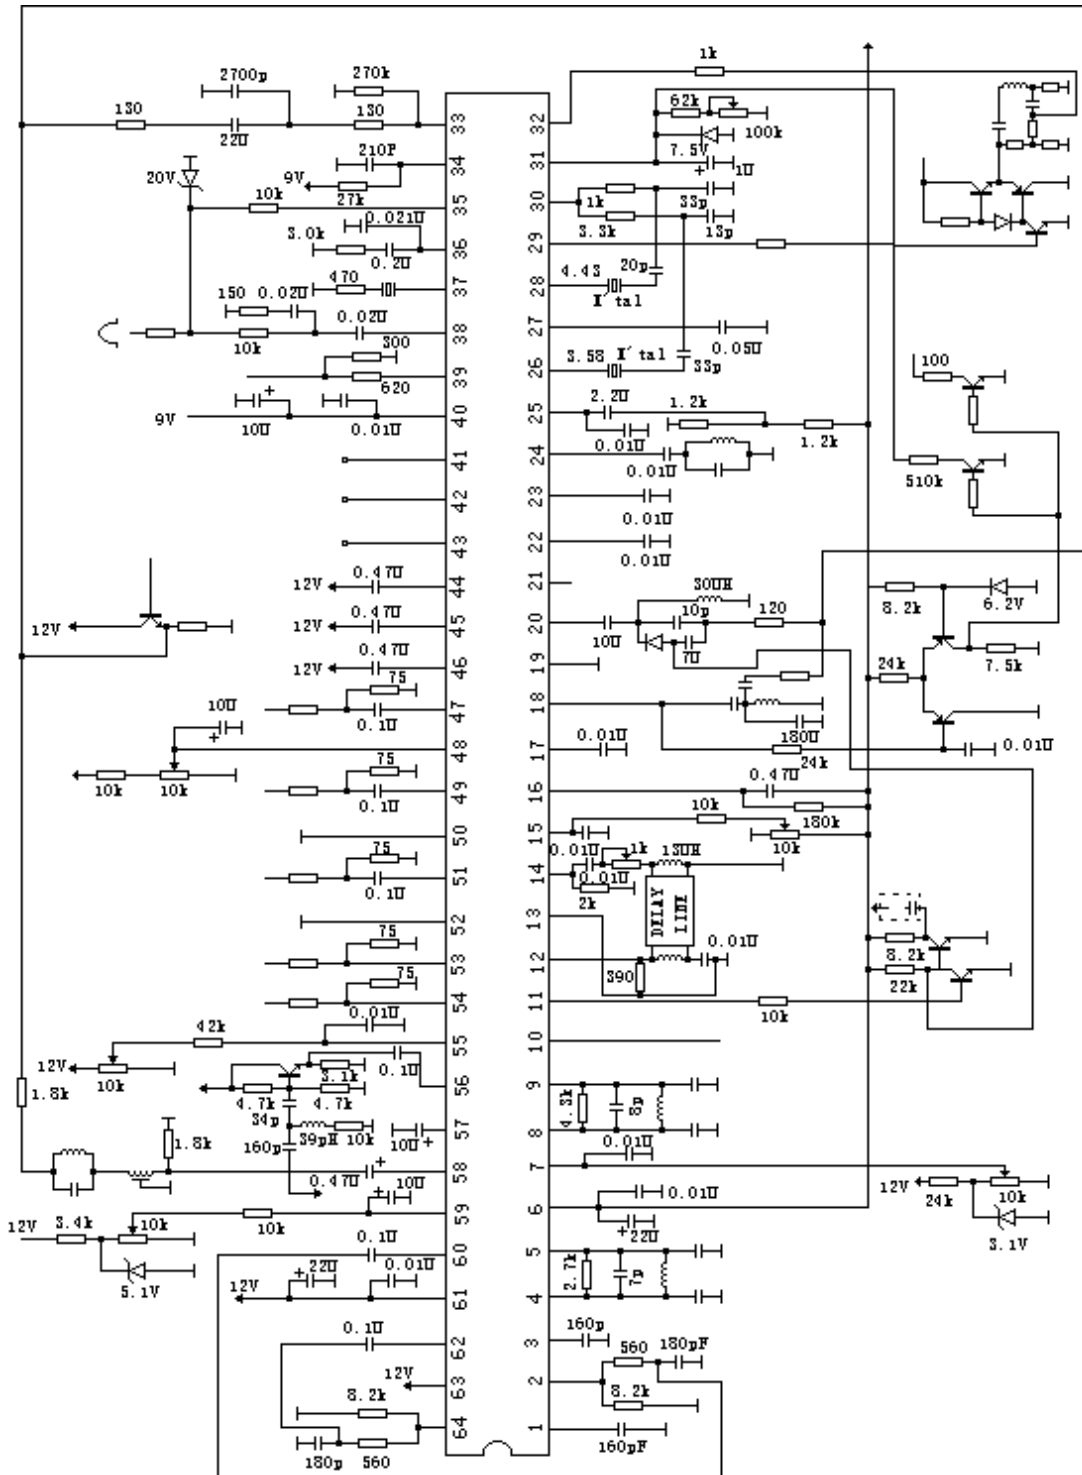 1k
2700p
270k
62k
130
130
33
32
100k
22U
7.5V
210P
34
31
1U
+
20V
9V
27k
30
33p
10k
35
1k
0.021U
3.3k
13p
3.0k
36
29
0.2U
20p
470
37
4.43
28
X'tal
150
0.02U
0.02U
38
27
0.05U
10k
300
3.58
X'tal
33p
39
26
100
620
+
2.2U
9V
10U
0.01U
40
25
1.2k
1.2k
0.01U
41
24
0.01U
510k
42
23
0.01U
43
22
0.01U
12V
0.47U
44
21
30UH
8.2k
6.2V
12V
0.47U
45
20
10p
120
10U
7U
7.5k
12V
0.47U
46
19
24k
75
10U
47
18
0.1U
+
180U
48
17
0.01U
0.01U
24k
10k
10k
75
0.47U
49
16
0.1U
10k
180k
50
15
10k
75
0.01U
1k
13UH
51
14
0.01U
0.1U
2k
52
13
DELAY
LINE
75
0.01U
8.2k
53
12
75
390
22k
54
11
0.01U
10k
42k
55
10
12V
10k
3.1k
0.1U
56
9
1.8k
4.7k
4.7k
4.3k
8p
34p
57
8
39pH
10k
10U
+
0.01U
1.8k
160p
58
7
0.47U
+
10U
+
0.01U
12V
24k
10k
12V
3.4k
10k
10k
59
6
+
22U
3.1V
0.1U
60
5
5.1V
+
22U
0.01U
2.7k
7p
12V
61
4
0.1U
62
3
160p
560
180pF
12V
63
2
8.2k
8.2k
64
1
180p
560
160pF